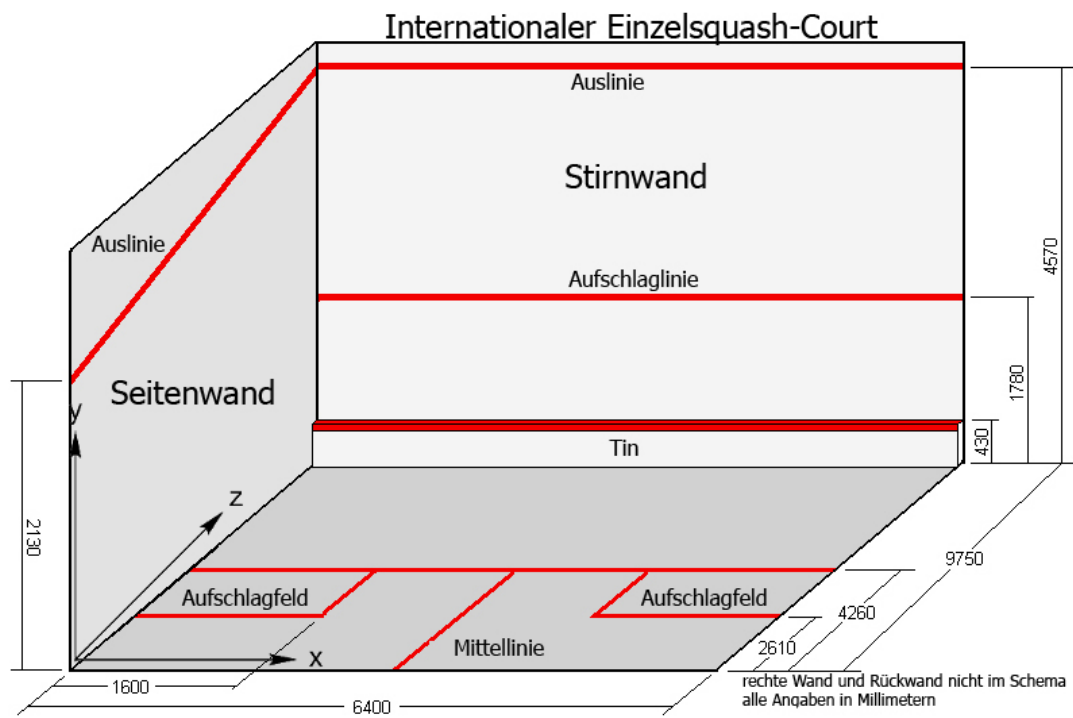 Internationaler Einzelsquash-Court
Auslinie
Stirnwand
Auslinie
Aufschlaglinie
4570
Seitenwand
1780
y
430
Tin
z
2130
9750
Aufschlagfeld
Aufschlagfeld
4260
Mittellinie
2610
x
1600
6400
rechte Wand und Rückwand nicht im Schema
alle Angaben in Millimetern